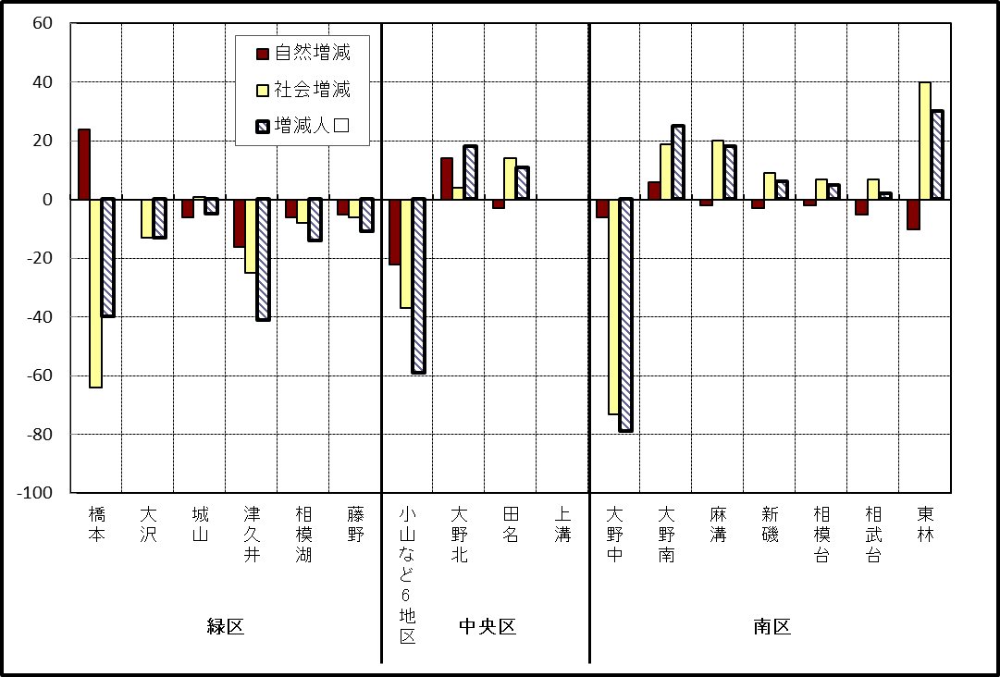 60
40
20
0
-20
-40
-60
-80
-100
自然増減
社会増減
増減人口
橋本
大沢
城山
津久井
相模湖
藤野
小山など6地区
大野北
田名
上溝
大野中
大野南
麻溝
新磯
相模台
相武台
東林
緑区
中央区
南区